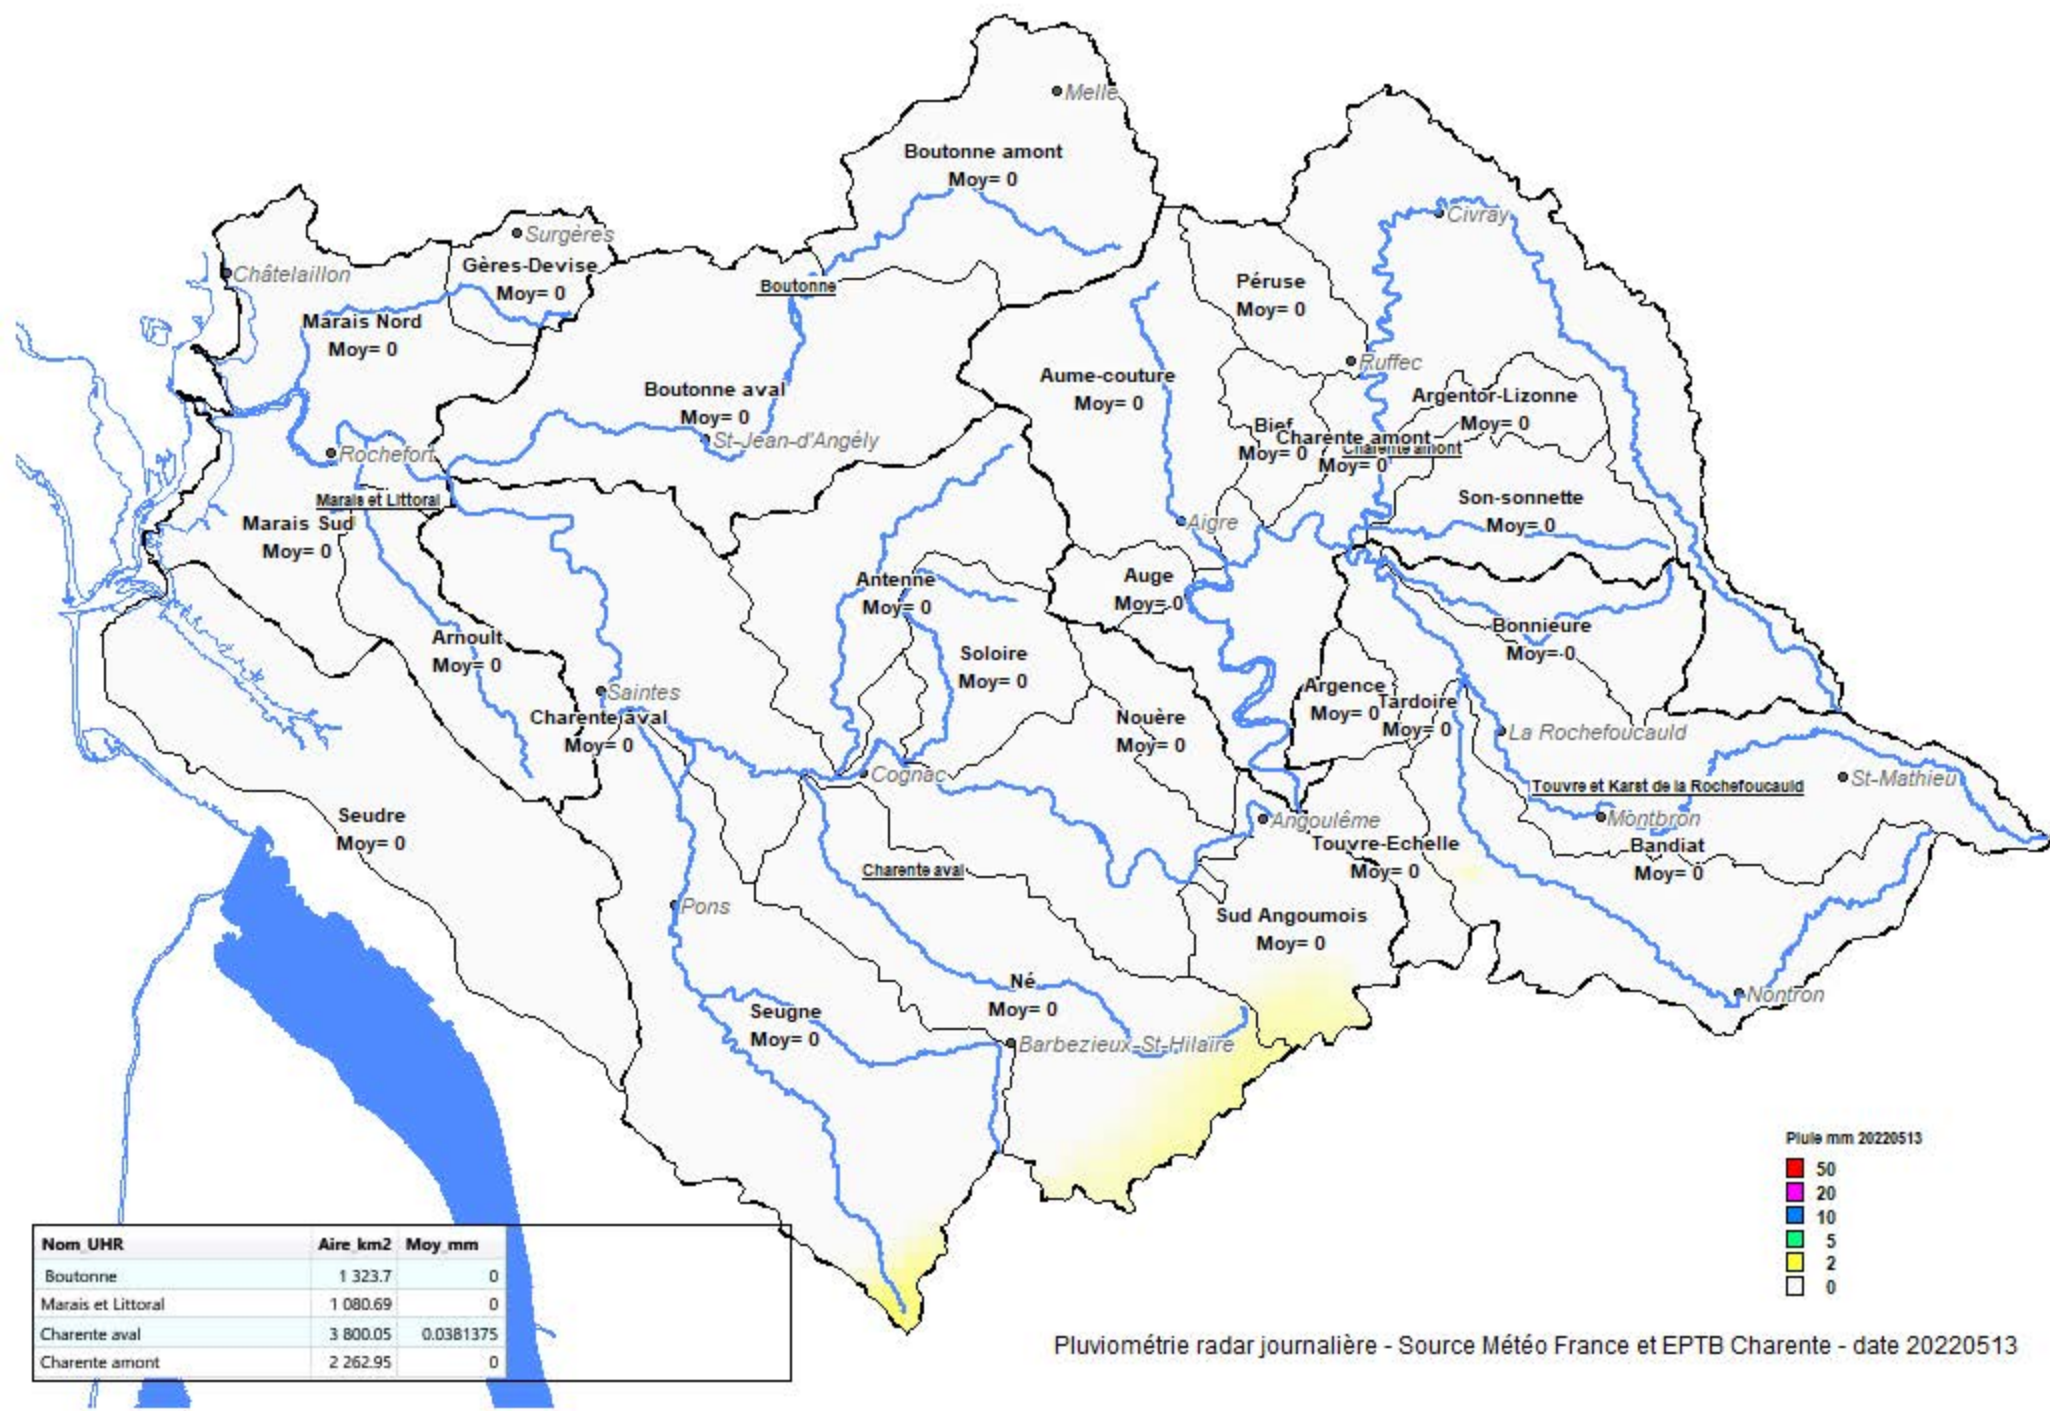 Melle
Boutonne amont
Moy= 0
Civray
Surgères
Châtelaillon
Gères-Devise
Moy= 0
Boutonne
Péruse
Moy= 0
Marais Nord
Moy= 0
Ruffec
Aume-couture
Moy= 0
Boutonne aval
Moy= 0
Argentor-Lizonne
Moy= 0
St-Jean-d'Angély
Bief
Moy= 0
Charente amont
Moy= 0
Charente amont
Rochefort
Marais et Littoral
Son-sonnette
Moy= 0
Marais Sud
Moy= 0
Aigre
Antenne
Moy= 0
Auge
Moy= 0
Bonnieure
Moy= 0
Arnoult
Moy= 0
Soloire
Moy= 0
Saintes
Argence
Moy= 0
Tardoire
Moy= 0
Charente aval
Moy= 0
Nouère
Moy= 0
La Rochefoucauld
Cognac
Touvre et Karst de la Rochefoucauld
St-Mathieu
Seudre
Moy= 0
Angoulême
Montbron
Touvre-Echelle
Moy= 0
Bandiat
Moy= 0
Charente aval
Pons
Sud Angoumois
Moy= 0
Né
Moy= 0
Nontron
Seugne
Moy= 0
Barbezieux-St-Hilaire
Pluie mm 20220513
50
20
10
5
2
0
Nom_UHR Aire_km2 Moy_mm
Boutonne 1 323.7 0
Marais et Littoral 1 080.69 0
Charente aval 3 800.05 0.0381375
Charente amont 2 262.95 0
Pluviométrie radar journalière - Source Météo France et EPTB Charente - date 20220513